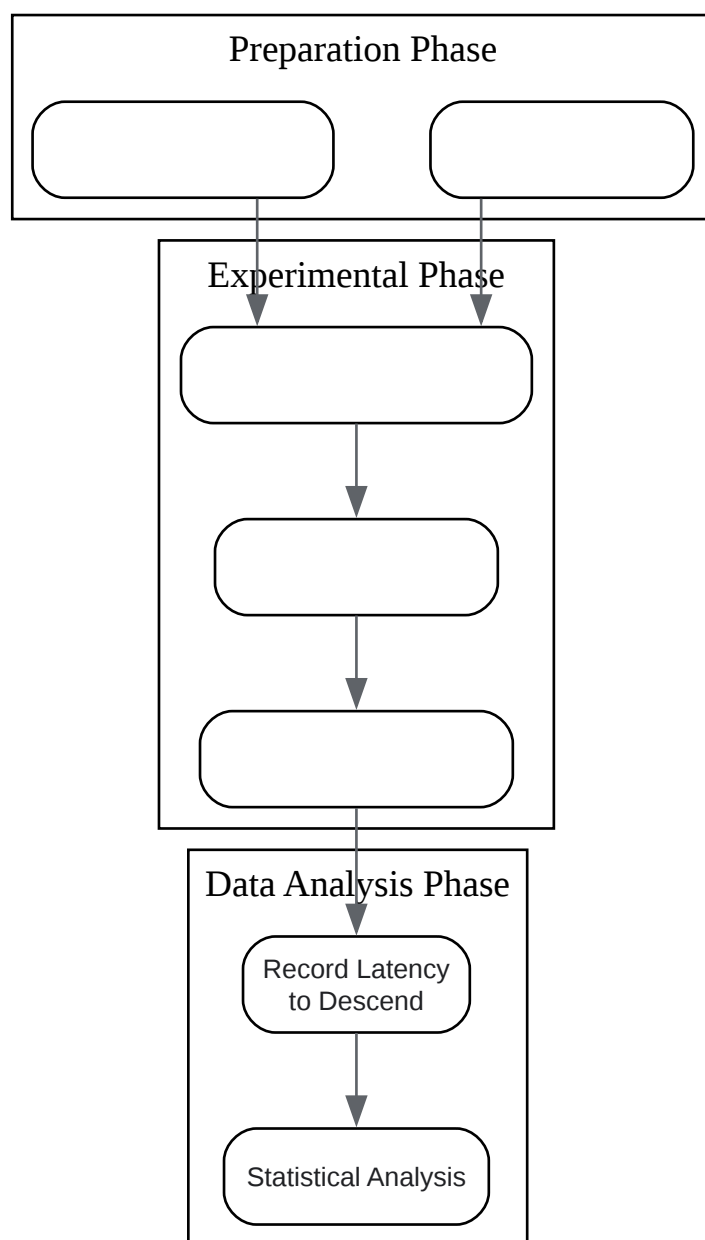 Preparation Phase
Experimental Phase
Data Analysis Phase
Record Latency
to Descend
Statistical Analysis